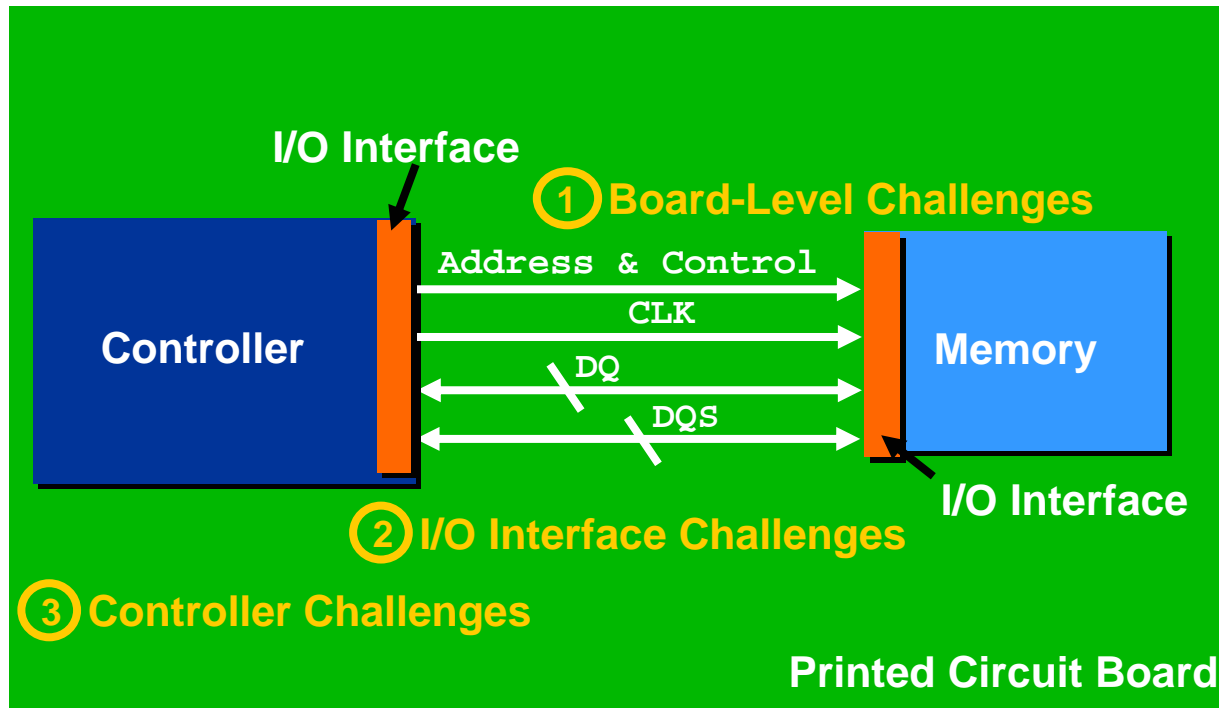 I/O Interface
1 Board-Level Challenges
Address & Control
CLK
Controller
Memory
DQ
DQS
I/O Interface
2 I/O Interface Challenges
3 Controller Challenges
Printed Circuit Board